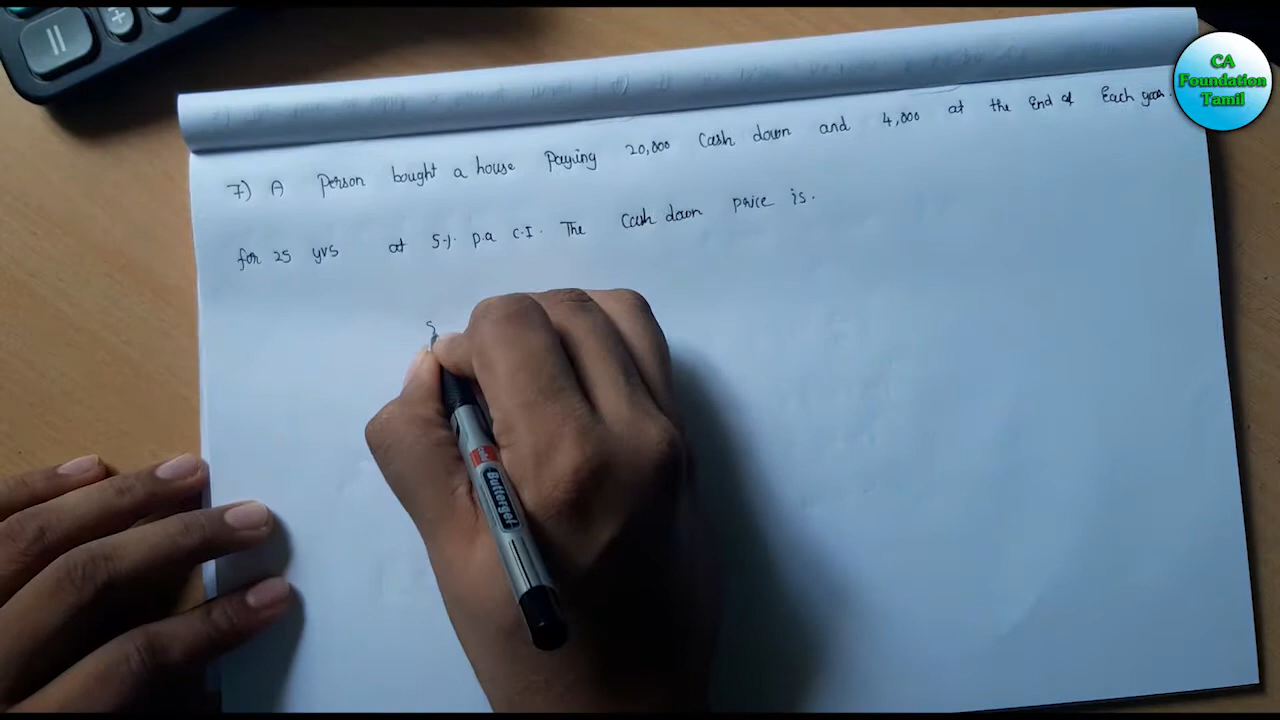 7) A Person bought a house Paying 20,000 Cash down and 4,000 at the End of Each year.
for 25 yrs at 5%. p.a C.I. The Cash down price is.
S
CA
Foundation
Tamil
Buttergel